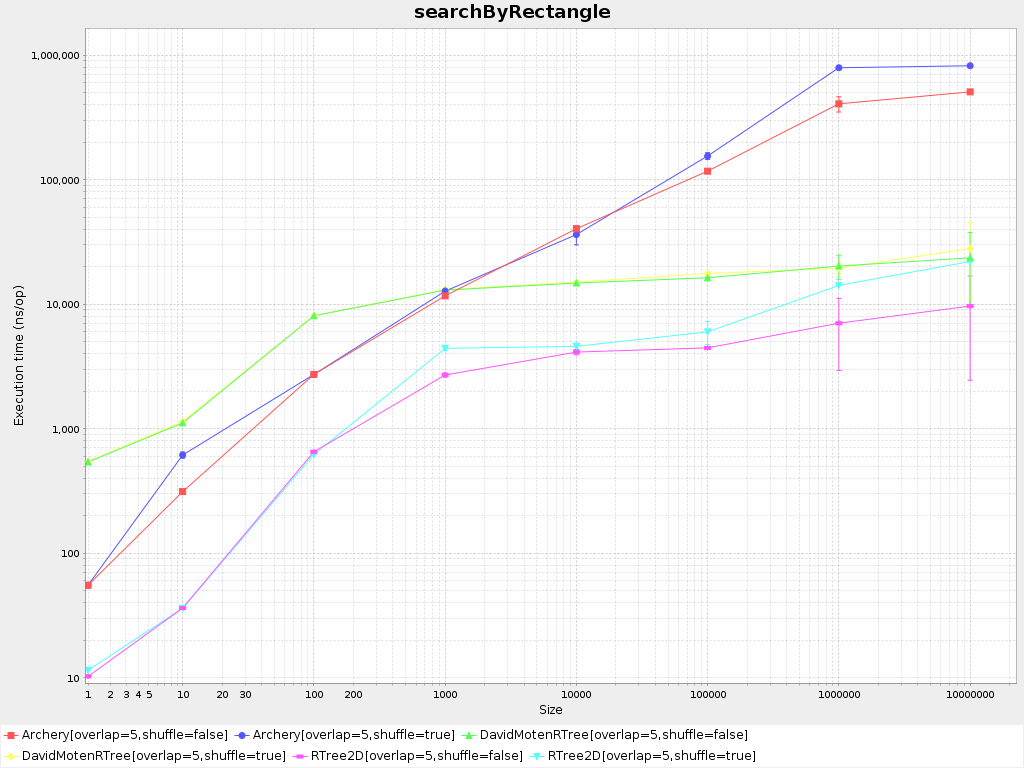 searchByRectangle
Execution time (ns/op)
1,000,000
100,000
10,000
1,000
100
10
1 2 3 4 5 10 20 30 100 200 1000 10000 100000 1000000 10000000
Size
Archery[overlap=5,shuffle=false] Archery[overlap=5,shuffle=true] DavidMotenRTree[overlap=5,shuffle=false]
DavidMotenRTree[overlap=5,shuffle=true] RTree2D[overlap=5,shuffle=false] RTree2D[overlap=5,shuffle=true]